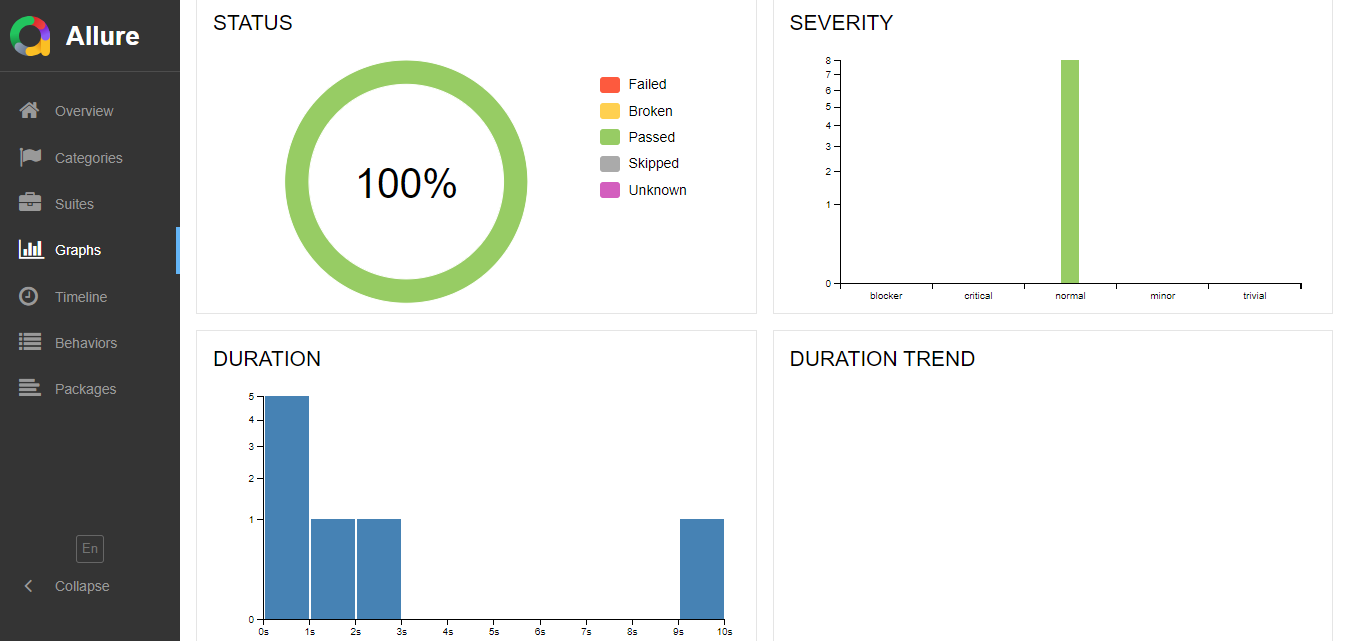 Allure
Overview
Categories
Suites
Graphs
Timeline
Behaviors
Packages
En
Collapse
STATUS
100%
Failed
Broken
Passed
Skipped
Unknown
SEVERITY
8
7
6
5
4
3
2
1
0
blocker critical normal minor trivial
DURATION
5
4
3
2
1
0
0s 1s 2s 3s 4s 5s 6s 7s 8s 9s 10s
DURATION TREND